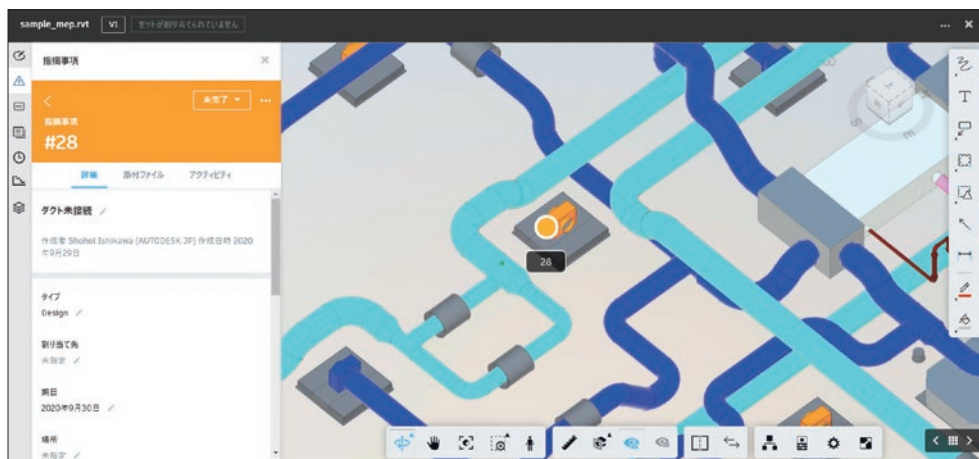 sample_mep.rvt V1 セットが割り当てられていません
指摘事項
未完了
指摘事項
#28
詳細 添付ファイル アクティビティ
ダクト未接続
作成者 Shohei Ishikawa (AUTODESK JP) 作成日時 2020
年9月29日
タイプ
Design
割り当て先
未指定
期日
2020年9月30日
場所
未指定
28
T